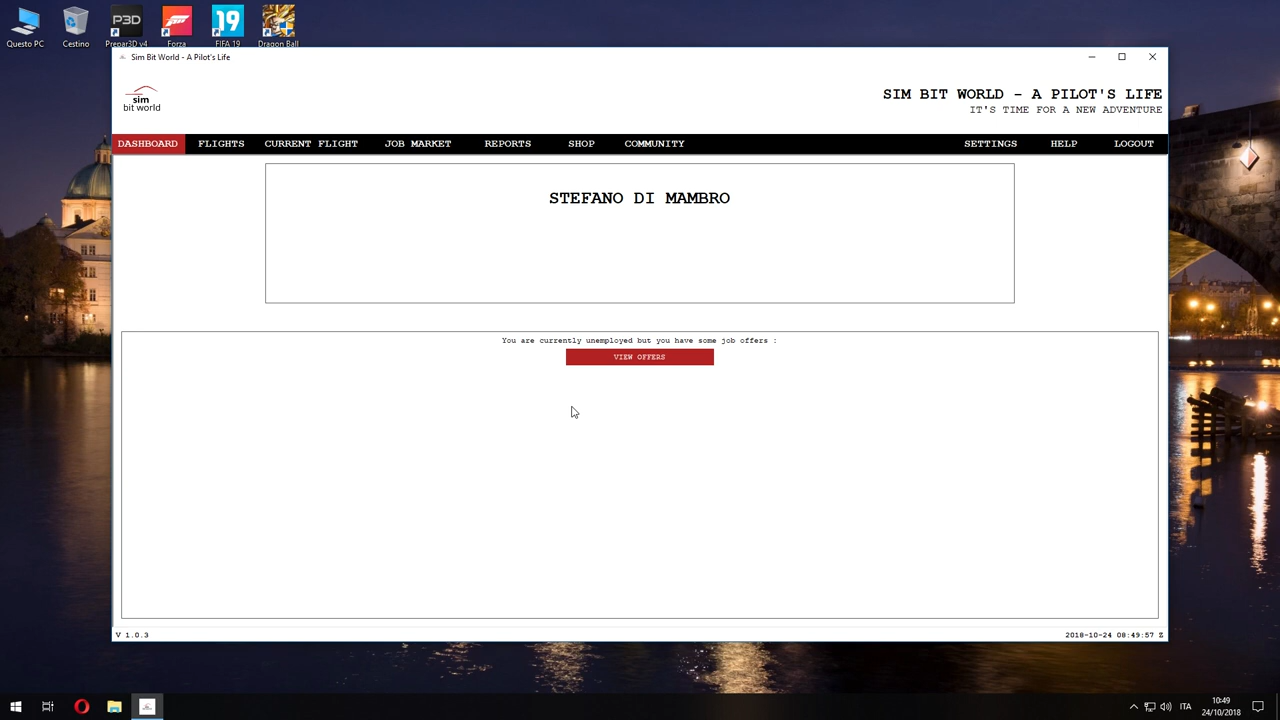 Questo PC
Cestino
P3D
Prepar3D v4
Forza
19
FIFA 19
Dragon Ball
Sim Bit World - A Pilot's Life
sim
bit world
SIM BIT WORLD - A PILOT'S LIFE
IT'S TIME FOR A NEW ADVENTURE
DASHBOARD FLIGHTS CURRENT FLIGHT JOB MARKET REPORTS SHOP COMMUNITY SETTINGS HELP LOGOUT
STEFANO DI MAMBRO
You are currently unemployed but you have some job offers :
VIEW OFFERS
V 1.0.3
2018-10-24 08:49:57 Z
ITA
10:49
24/10/2018